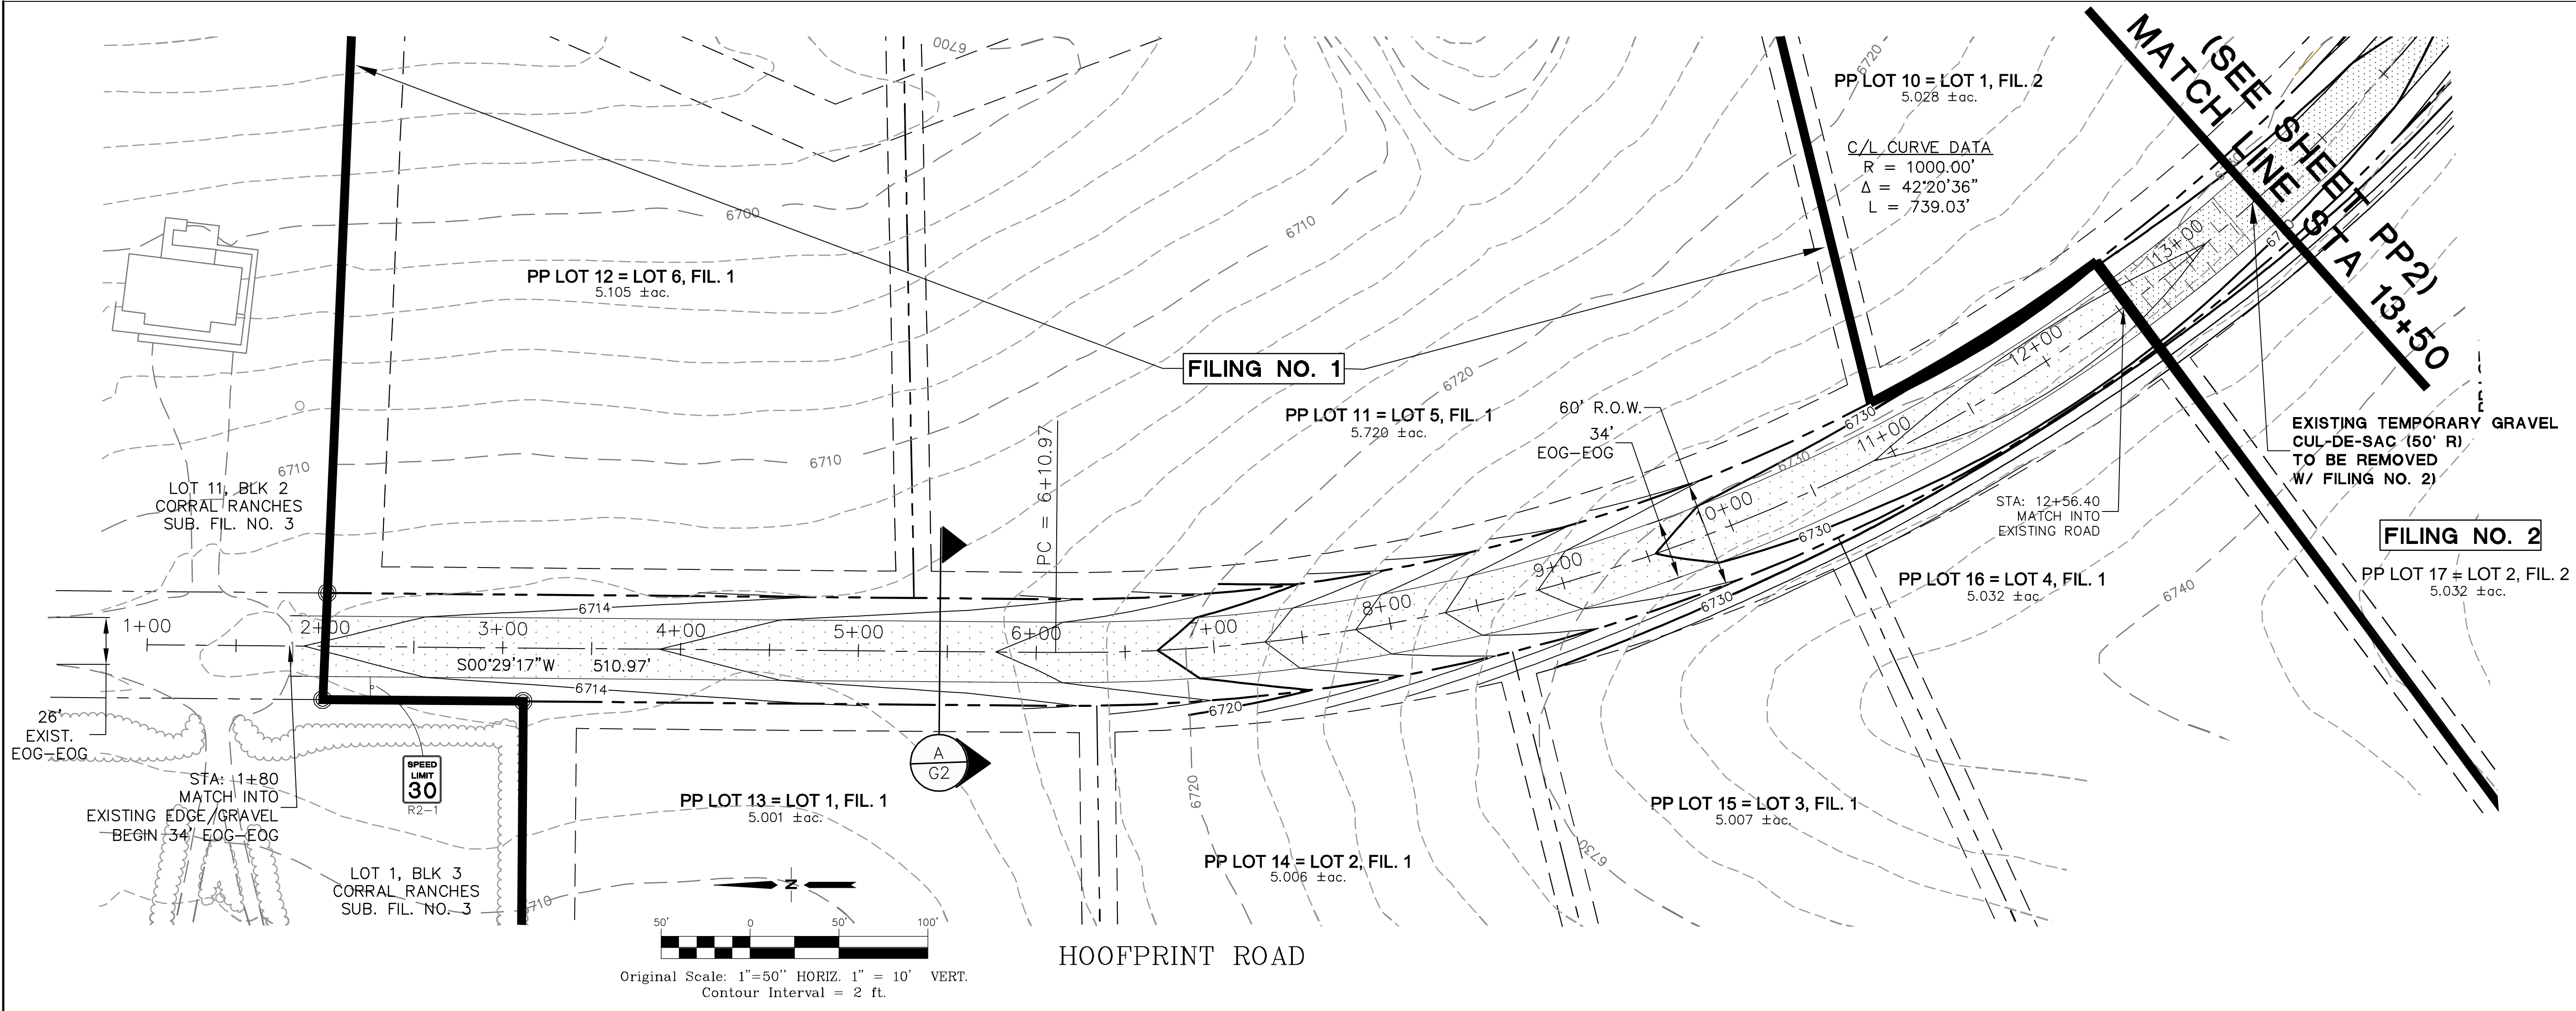 6700
6720
PP LOT 10 = LOT 1, FIL. 2
5.028 ±ac.
C/L CURVE DATA
R = 1000.00'
Δ = 42°20'36"
L = 739.03'
(SEE SHEET PP2)
MATCH LINE STA 13+50
6700
6710
PP LOT 12 = LOT 6, FIL. 1
5.105 ±ac.
FILING NO. 1
6720
PP LOT 11 = LOT 5, FIL. 1
5.720 ±ac.
60' R.O.W.
34'
EOG-EOG
6730
6730
6730
6730
6710
6710
LOT 11, BLK 2
CORRAL RANCHES
SUB. FIL. NO. 3
PC = 6+10.97
1+00
2+00
3+00
4+00
5+00
6+00
7+00
8+00
9+00
10+00
11+00
12+00
13+00
6714
S00°29'17"W 510.97'
6714
6720
EXISTING TEMPORARY GRAVEL
CUL-DE-SAC (50' R)
TO BE REMOVED
W/ FILING NO. 2)
STA: 12+56.40
MATCH INTO
EXISTING ROAD
FILING NO. 2
PP LOT 17 = LOT 2, FIL. 2
5.032 ±ac.
PP LOT 16 = LOT 4, FIL. 1
5.032 ±ac.
6740
26'
EXIST.
EOG-EOG
STA: 1+80
MATCH INTO
EXISTING EDGE/GRAVEL
BEGIN 34' EOG-EOG
SPEED
LIMIT
30
R2-1
A
G2
PP LOT 13 = LOT 1, FIL. 1
5.001 ±ac.
6720
PP LOT 14 = LOT 2, FIL. 1
5.006 ±ac.
6730
PP LOT 15 = LOT 3, FIL. 1
5.007 ±ac.
LOT 1, BLK 3
CORRAL RANCHES
SUB. FIL. NO. 3
6710
N
50' 0 50' 100'
Original Scale: 1"=50'' HORIZ. 1" = 10' VERT.
Contour Interval = 2 ft.
HOOFPRINT ROAD